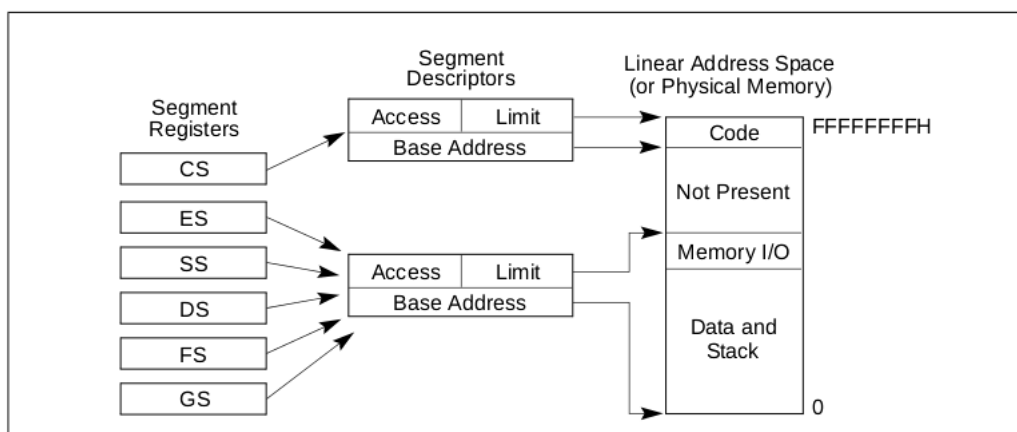 Segment
Registers
CS
ES
SS
DS
FS
GS
Segment
Descriptors
Access Limit
Base Address
Access Limit
Base Address
Linear Address Space
(or Physical Memory)
Code
Not Present
Memory I/O
Data and
Stack
FFFFFFFFH
0